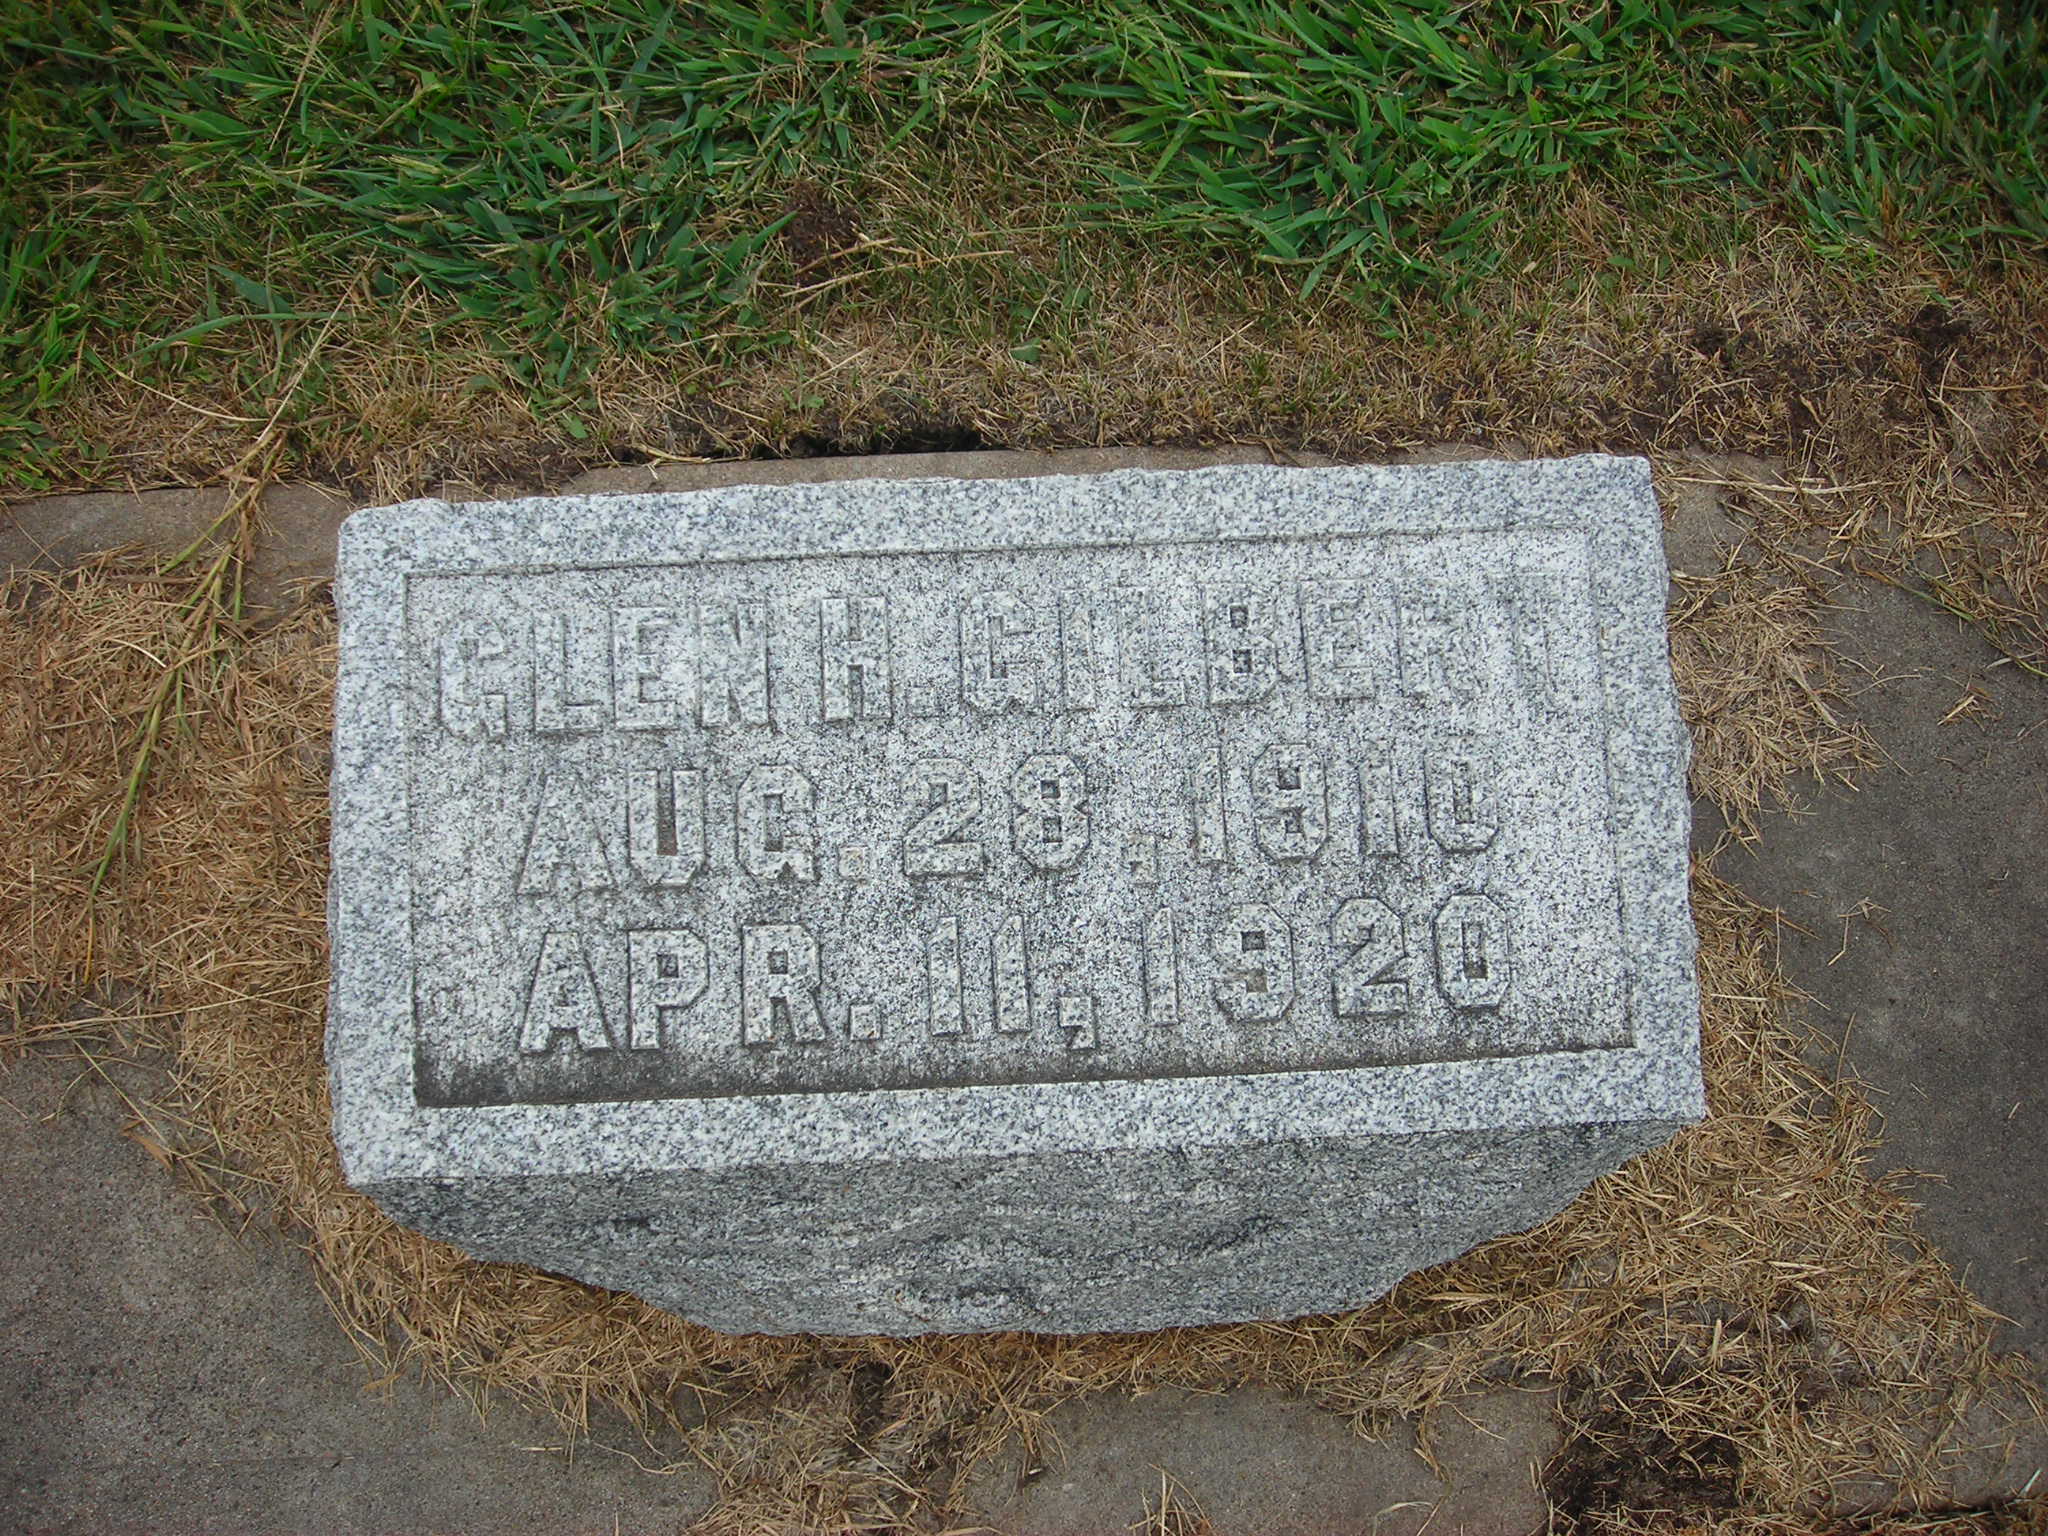 GLEN H. GILBERT
AUG. 28, 1910
APR. 11, 1920